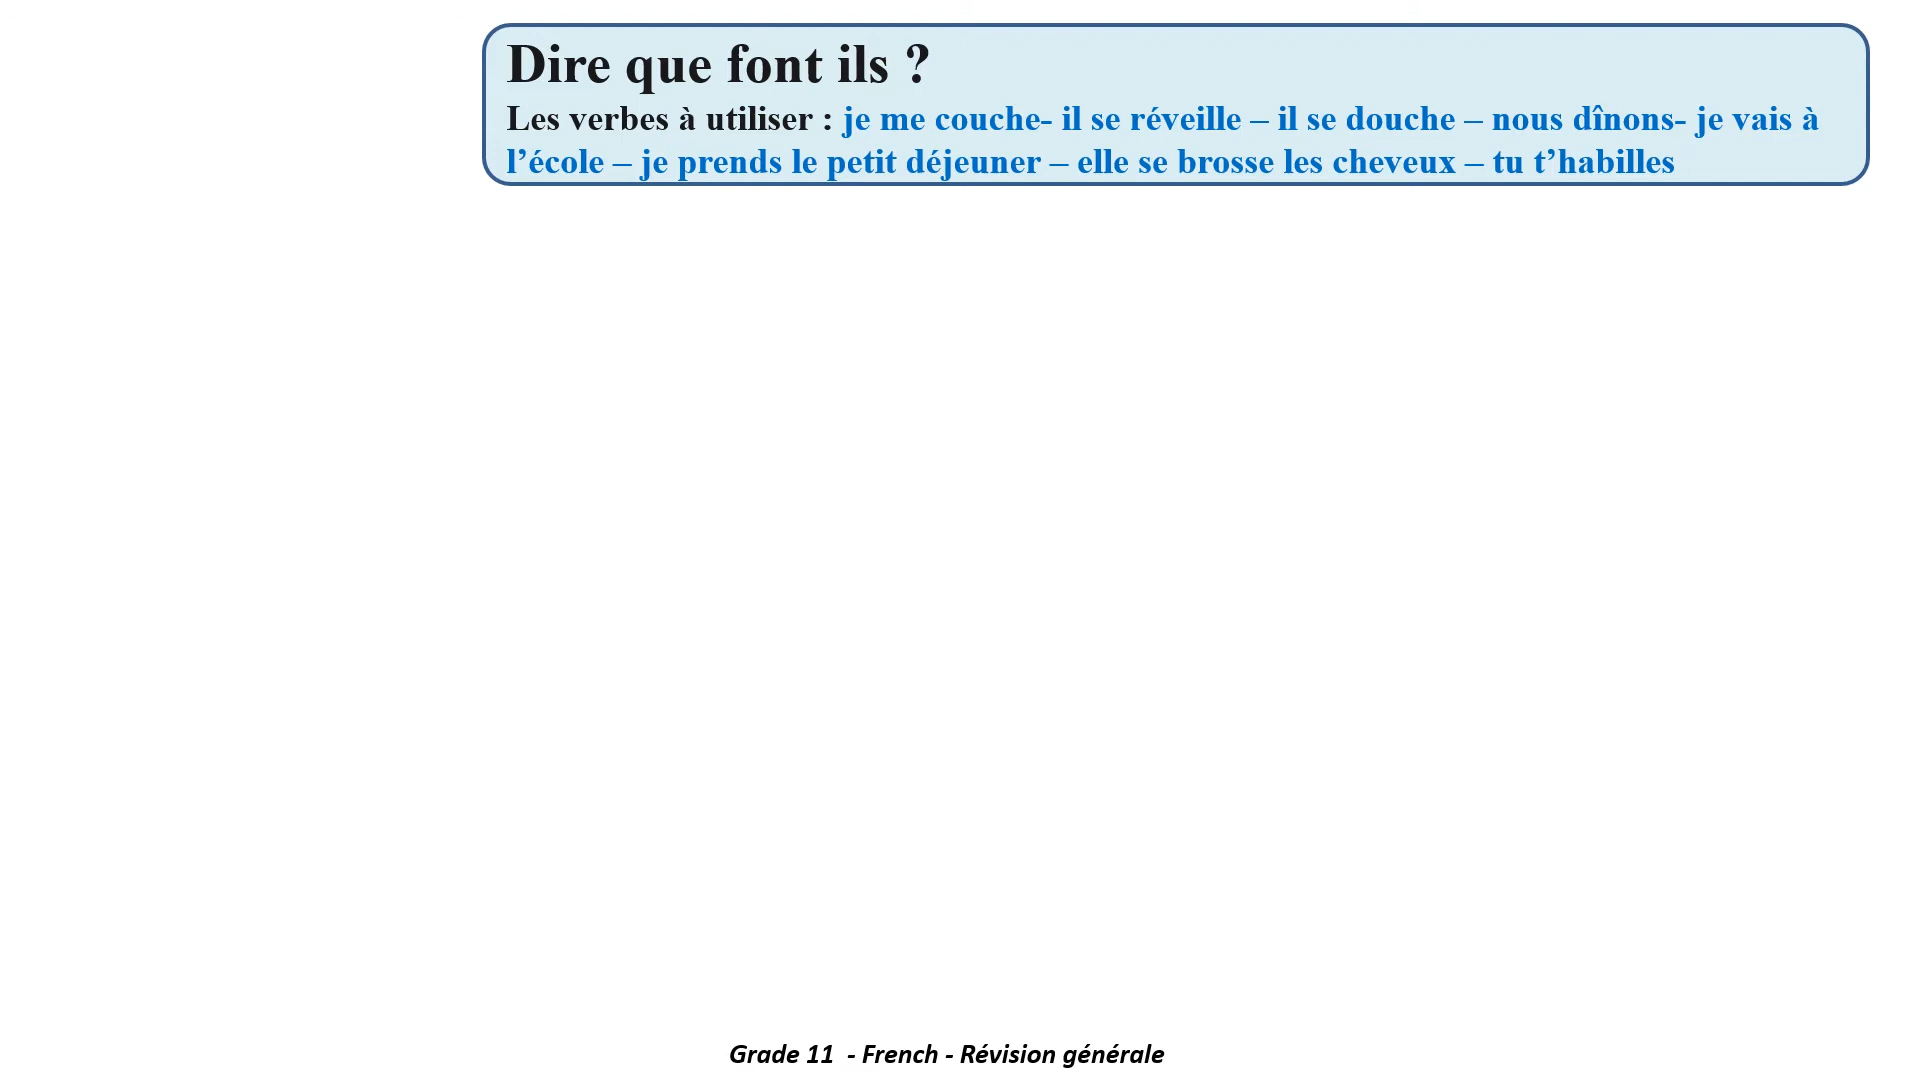 Dire que font ils ?
Les verbes à utiliser : je me couche- il se réveille – il se douche – nous dînons- je vais à
l’école – je prends le petit déjeuner – elle se brosse les cheveux – tu t’habilles
Grade 11  - French - Révision générale